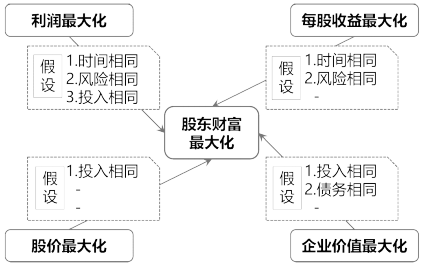 利润最大化
每股收益最大化
假设
1.时间相同
2.风险相同
3.投入相同
假设
1.时间相同
2.风险相同
-
股东财富
最大化
假设
1.投入相同
-
-
假设
1.投入相同
2.债务相同
-
股价最大化
企业价值最大化